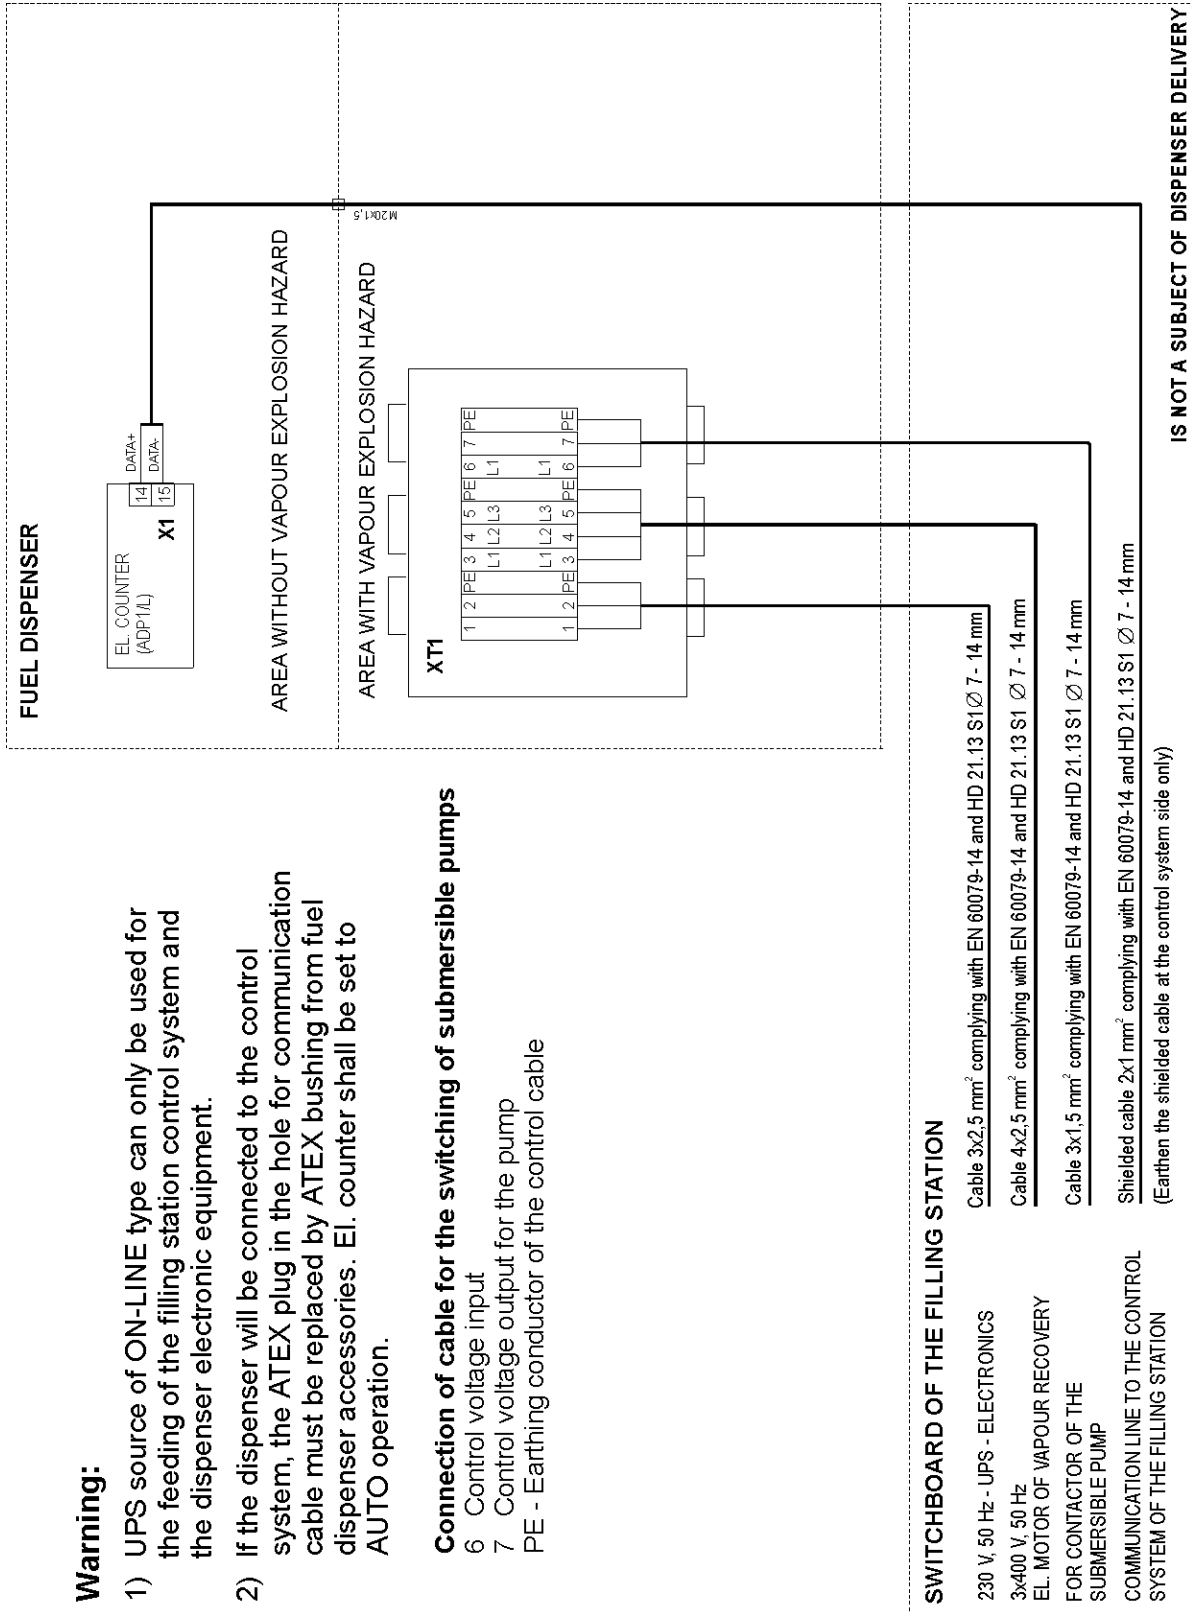 Warning:
1) UPS source of ON-LINE type can only be used for
the feeding of the filling station control system and
the dispenser electronic equipment.
2) If the dispenser will be connected to the control
system, the ATEX plug in the hole for communication
cable must be replaced by ATEX bushing from fuel
dispenser accessories. El. counter shall be set to
AUTO operation.
Connection of cable for the switching of submersible pumps
6 Control voltage input
7 Control voltage output for the pump
PE - Earthing conductor of the control cable
FUEL DISPENSER
EL. COUNTER
(ADP1/L)
X1
14
15
DATA+
DATA-
AREA WITHOUT VAPOUR EXPLOSION HAZARD
M20x1,5
AREA WITH VAPOUR EXPLOSION HAZARD
XT1
1 2 PE 3 4 5 PE 6 7 PE
L1 L2 L3 L1
L1 L2 L3 L1
1 2 PE 3 4 5 PE 6 7 PE
SWITCHBOARD OF THE FILLING STATION
230 V, 50 Hz - UPS - ELECTRONICS
Cable 3x2,5 mm² complying with EN 60079-14 and HD 21.13 S1∅ 7 - 14 mm
3x400 V, 50 Hz
EL. MOTOR OF VAPOUR RECOVERY
Cable 4x2,5 mm² complying with EN 60079-14 and HD 21.13 S1 ∅ 7 - 14 mm
FOR CONTACTOR OF THE
SUBMERSIBLE PUMP
Cable 3x1,5 mm² complying with EN 60079-14 and HD 21.13 S1 ∅ 7 - 14 mm
COMMUNICATION LINE TO THE CONTROL
SYSTEM OF THE FILLING STATION
Shielded cable 2x1 mm² complying with EN 60079-14 and HD 21.13 S1 ∅ 7 - 14 mm
(Earthen the shielded cable at the control system side only)
IS NOT A SUBJECT OF DISPENSER DELIVERY